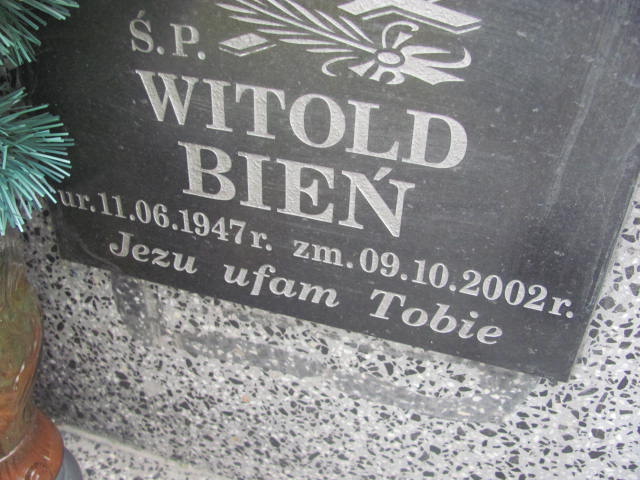 Ś.P.
WITOLD
BIEŃ
ur.11.06.1947r. zm.09.10.2002r.
Jezu ufam Tobie